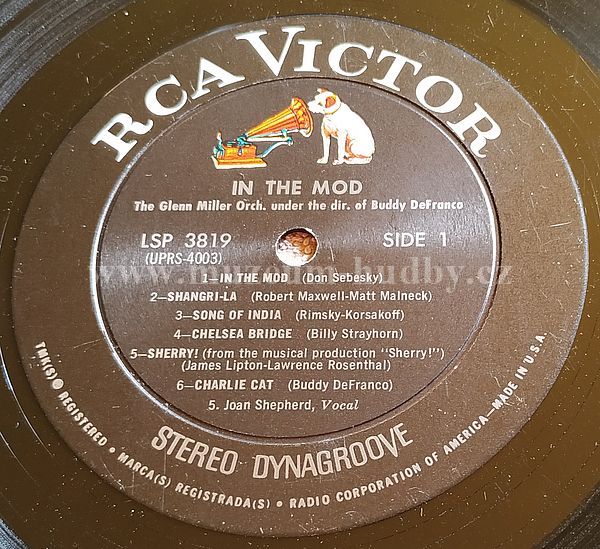 RCA VICTOR
IN THE MOD
The Glenn Miller Orch. under the dir. of Buddy DeFranco
LSP 3819 SIDE 1
(UPRS-4003)
1—IN THE MOD (Don Sebesky)
2—SHANGRI-LA (Robert Maxwell-Matt Malneck)
3—SONG OF INDIA (Rimsky-Korsakoff)
4—CHELSEA BRIDGE (Billy Strayhorn)
5—SHERRY! (from the musical production "Sherry!")
(James Lipton-Lawrence Rosenthal)
6—CHARLIE CAT (Buddy DeFranco)
5. Joan Shepherd, Vocal
STEREO DYNAGROOVE
TMK(S) ® REGISTERED • MARCA(S) REGISTRADA(S) • RADIO CORPORATION OF AMERICA—MADE IN U.S.A.